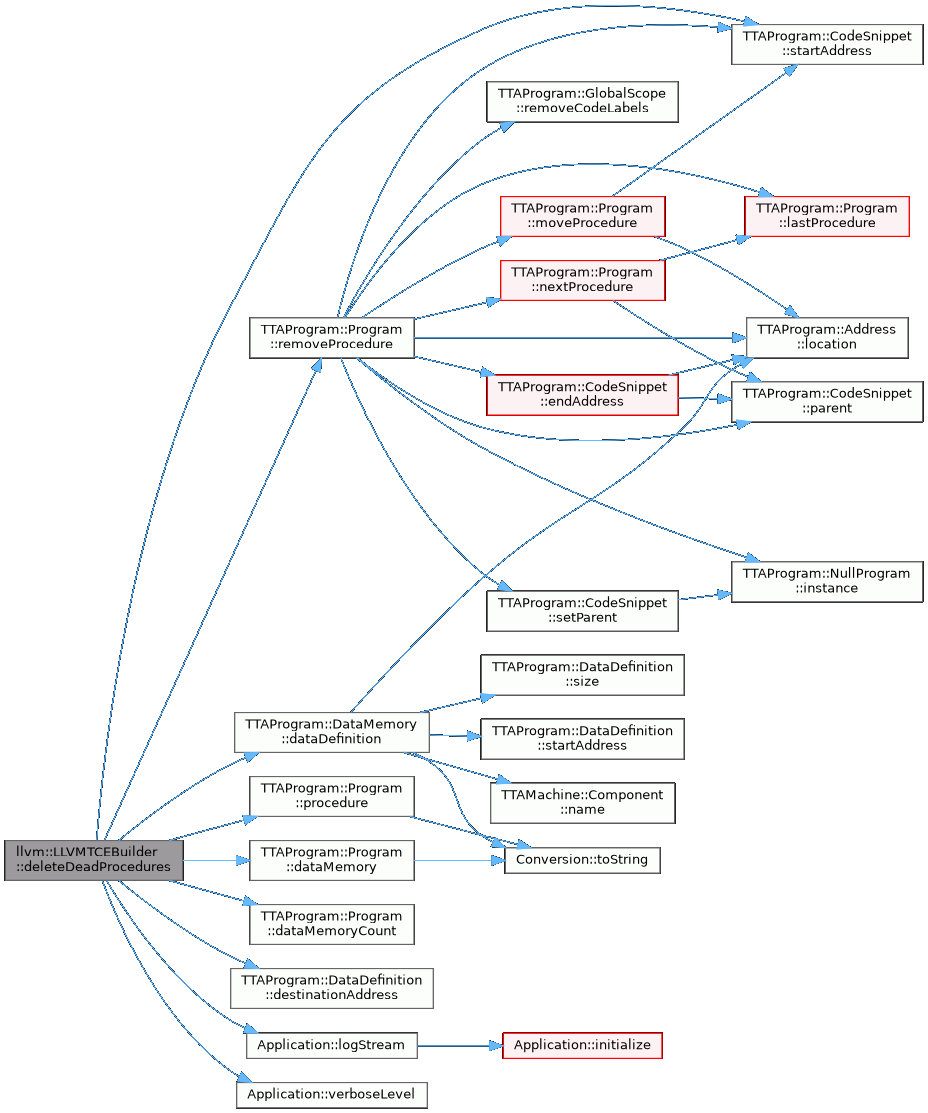 TTAProgram::CodeSnippet
::startAddress
TTAProgram::GlobalScope
::removeCodeLabels
TTAProgram::Program
::moveProcedure
TTAProgram::Program
::lastProcedure
TTAProgram::Program
::nextProcedure
TTAProgram::Program
::removeProcedure
TTAProgram::Address
::location
TTAProgram::CodeSnippet
::endAddress
TTAProgram::CodeSnippet
::parent
TTAProgram::NullProgram
::instance
TTAProgram::CodeSnippet
::setParent
TTAProgram::DataDefinition
::size
TTAProgram::DataMemory
::dataDefinition
TTAProgram::DataDefinition
::startAddress
TTAMachine::Component
::name
TTAProgram::Program
::procedure
llvm::LLVMTCEBuilder
::deleteDeadProcedures
TTAProgram::Program
::dataMemory
Conversion::toString
TTAProgram::Program
::dataMemoryCount
TTAProgram::DataDefinition
::destinationAddress
Application::logStream
Application::initialize
Application::verboseLevel